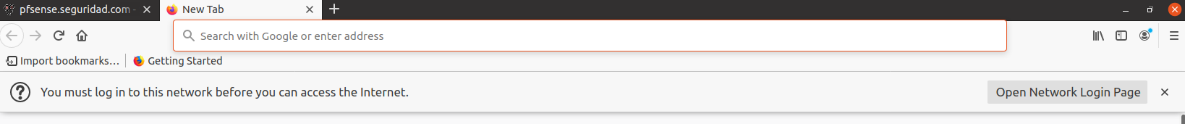 pfsense.seguridad.com - New Tab
Search with Google or enter address
Import bookmarks... Getting Started
You must log in to this network before you can access the Internet. Open Network Login Page